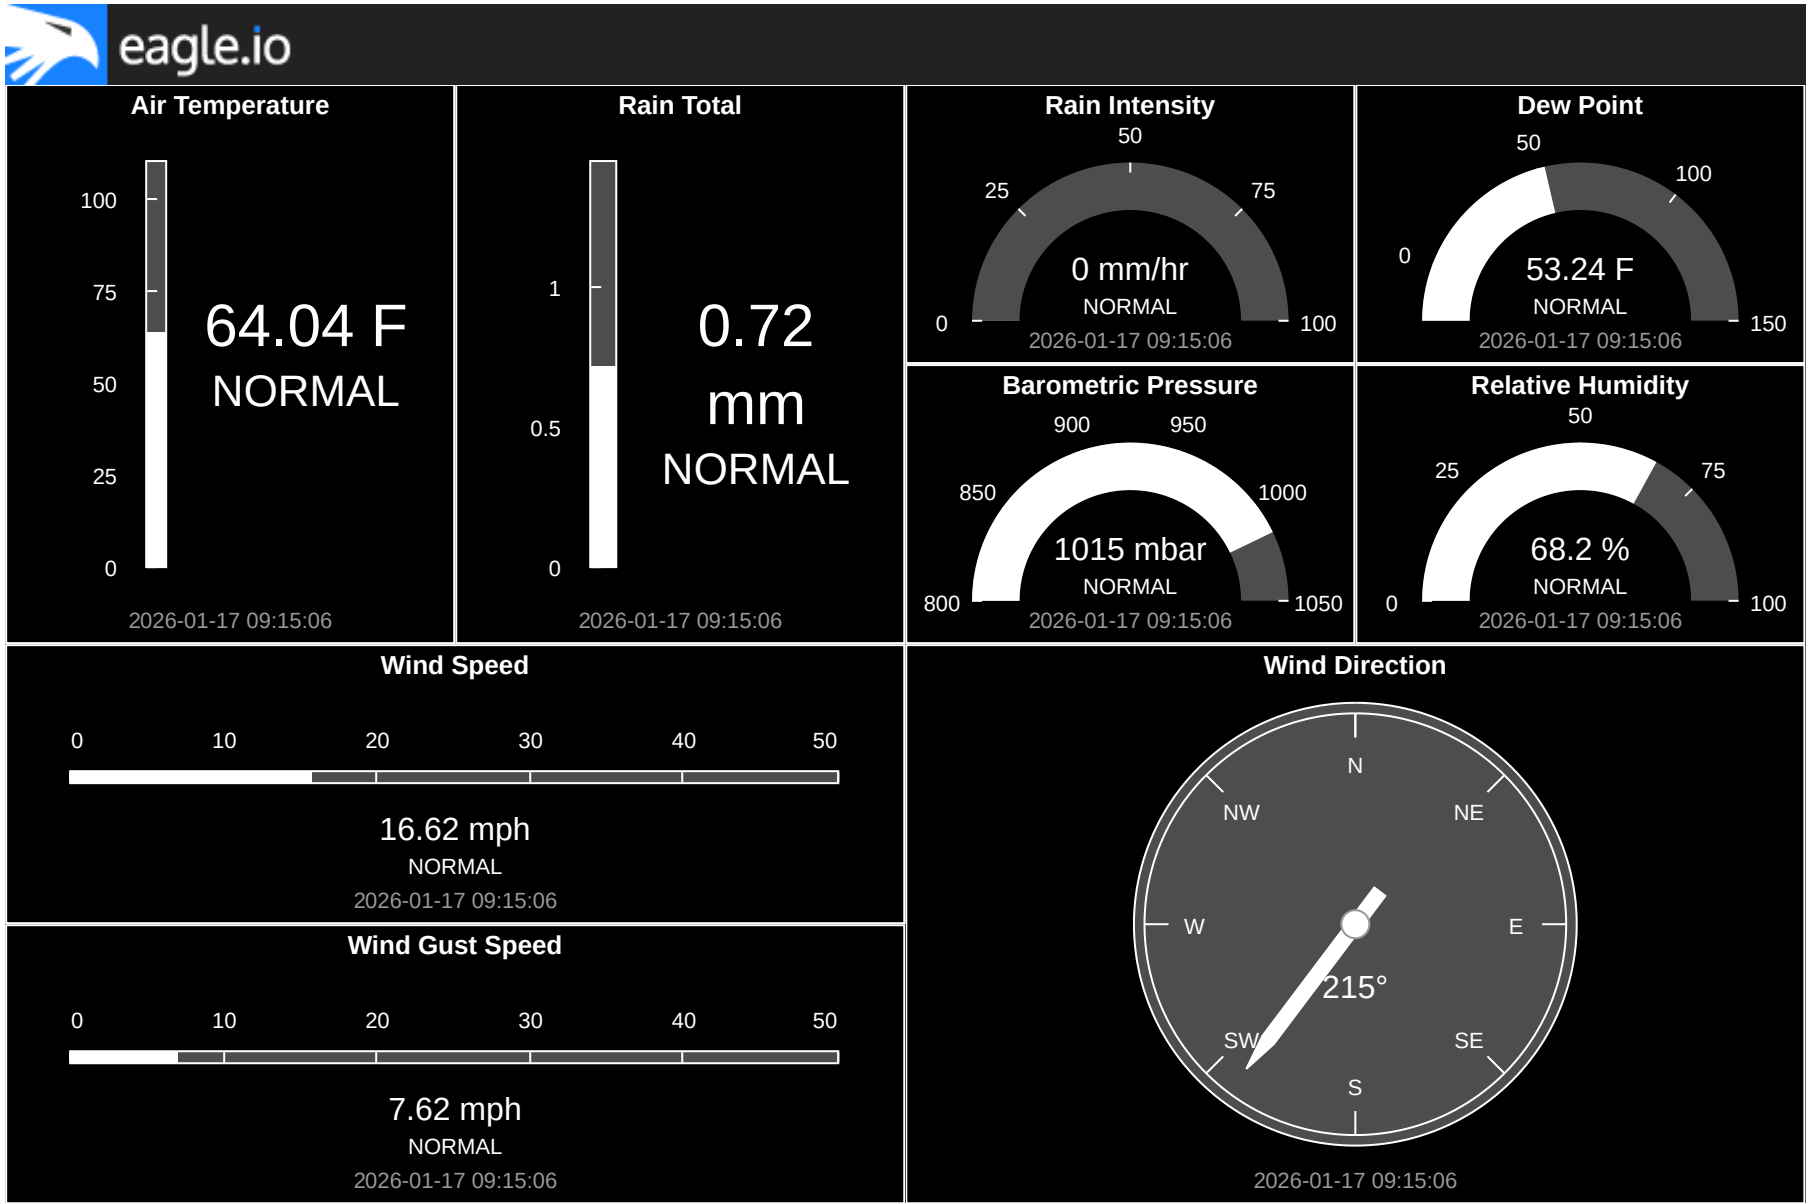 eagle.io
Air Temperature
100
75
50
25
0
64.04 F
NORMAL
2026-01-17 09:15:06
Rain Total
1
0.5
0
0.72
mm
NORMAL
2026-01-17 09:15:06
Rain Intensity
0
25
50
75
100
0 mm/hr
NORMAL
2026-01-17 09:15:06
Dew Point
0
50
100
150
53.24 F
NORMAL
2026-01-17 09:15:06
Barometric Pressure
800
850
900
950
1000
1050
1015 mbar
NORMAL
2026-01-17 09:15:06
Relative Humidity
0
25
50
75
100
68.2 %
NORMAL
2026-01-17 09:15:06
Wind Speed
0 10 20 30 40 50
16.62 mph
NORMAL
2026-01-17 09:15:06
Wind Gust Speed
0 10 20 30 40 50
7.62 mph
NORMAL
2026-01-17 09:15:06
Wind Direction
N
NW NE
W E
215°
SW SE
S
2026-01-17 09:15:06